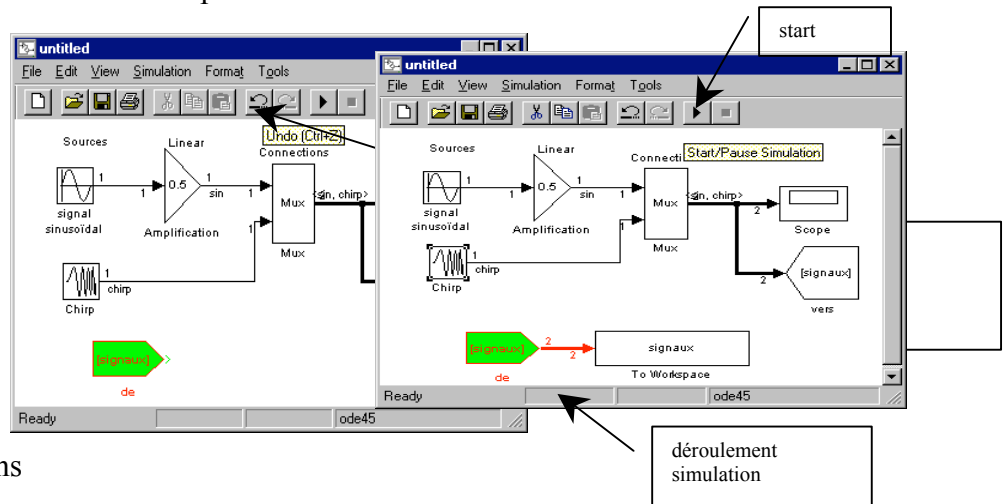 start
untitled
File Edit View Simulation Format Tools
Undo (Ctrl+Z)
Sources
Linear
Connections
1
1
0.5
1
sin
1
Mux
<sin, chirp>
signal
sinusoïdal
Amplification
1
Mux
1
chirp
Chirp
[signaux]
de
Ready
ode45
untitled
File Edit View Simulation Format Tools
Start/Pause Simulation
Sources
Linear
Connecti
1
1
0.5
1
sin
1
Mux
<sin, chirp>
2
Scope
signal
sinusoïdal
Amplification
1
Mux
1
chirp
Chirp
2
[signaux]
vers
[signaux]
2
2
signaux
de
To Workspace
Ready
ode45
déroulement
simulation
ns